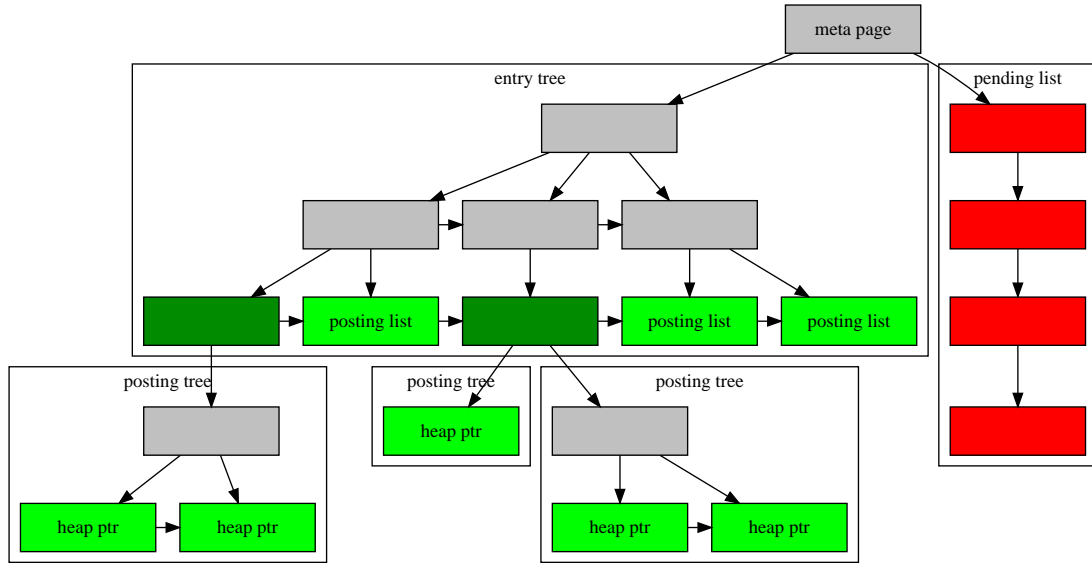 meta page
entry tree
pending list
posting list
posting list
posting list
posting tree
posting tree
posting tree
heap ptr
heap ptr
heap ptr
heap ptr
heap ptr